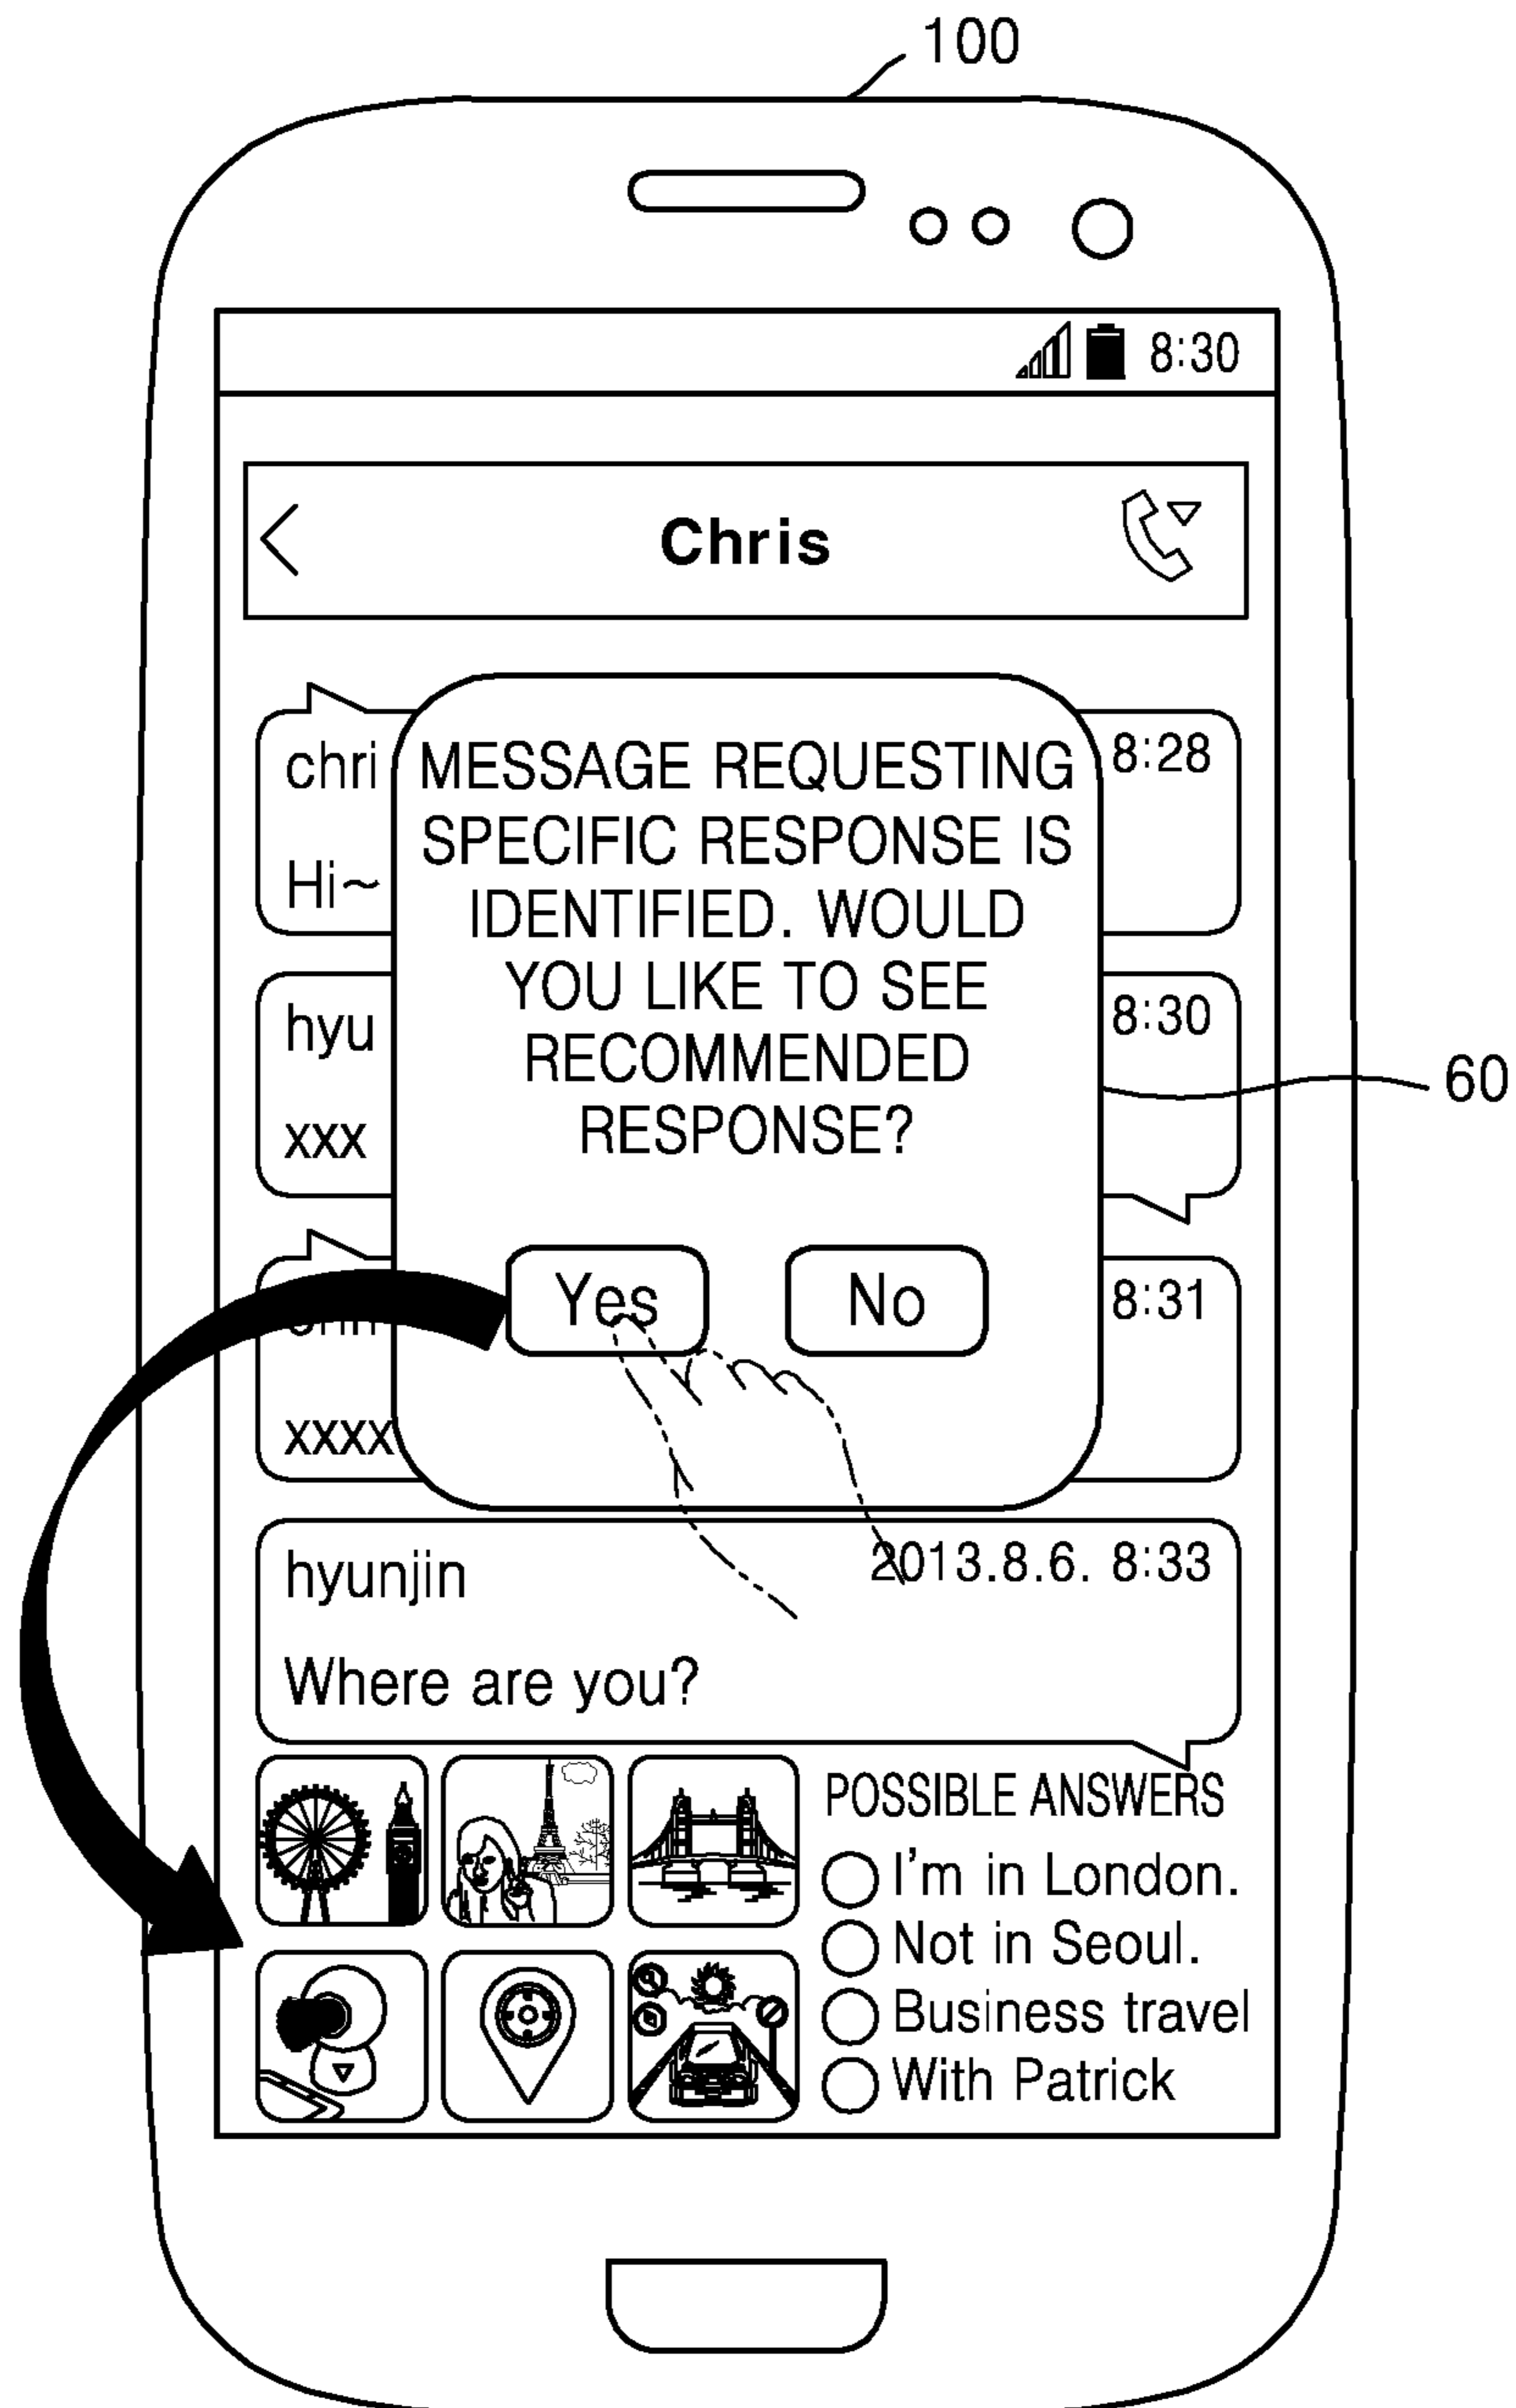 100
8:30
Chris
chri
8:28
Hi~
MESSAGE REQUESTING
SPECIFIC RESPONSE IS
IDENTIFIED. WOULD
YOU LIKE TO SEE
RECOMMENDED
RESPONSE?
hyu
8:30
xxx
60
Yes
No
8:31
xxxx
hyunjin
2013.8.6. 8:33
Where are you?
POSSIBLE ANSWERS
I'm in London.
Not in Seoul.
Business travel
With Patrick